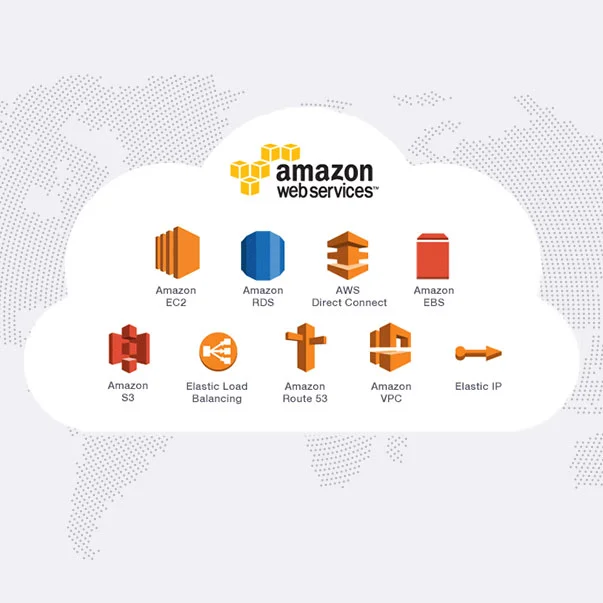 amazon
webservices™
Amazon
EC2
Amazon
RDS
AWS
Direct Connect
Amazon
EBS
Amazon
S3
Elastic Load
Balancing
Amazon
Route 53
Amazon
VPC
Elastic IP